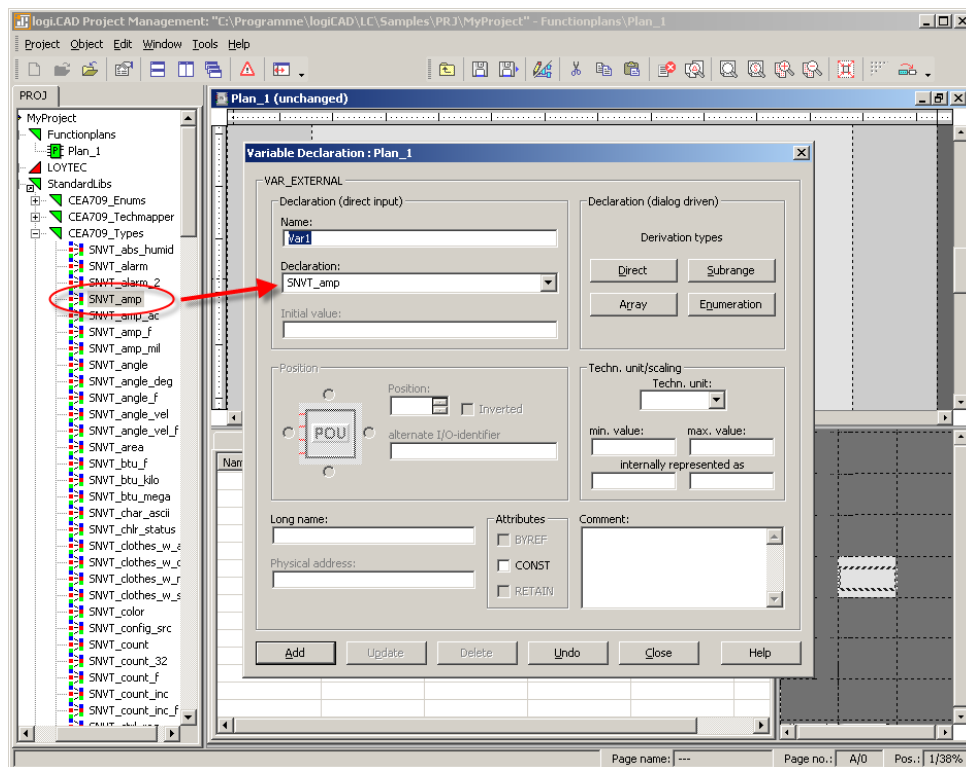 logi.CAD Project Management: "C:\Programme\logiCAD\LC\Samples\PRJ\MyProject" - Functionplans\Plan_1
Project Object Edit Window Tools Help
PROJ
MyProject
Functionplans
Plan_1
LOYTEC
StandardLibs
CEA709_Enums
CEA709_Techmapper
CEA709_Types
SNVT_abs_humid
SNVT_alarm
SNVT_alarm_2
SNVT_amp
SNVT_amp_ac
SNVT_amp_f
SNVT_amp_mil
SNVT_angle
SNVT_angle_deg
SNVT_angle_f
SNVT_angle_vel
SNVT_angle_vel_f
SNVT_area
SNVT_btu_f
SNVT_btu_kilo
SNVT_btu_mega
SNVT_char_ascii
SNVT_chlr_status
SNVT_clothes_w_a
SNVT_clothes_w_c
SNVT_clothes_w_r
SNVT_clothes_w_s
SNVT_color
SNVT_config_src
SNVT_count
SNVT_count_32
SNVT_count_f
SNVT_count_inc
SNVT_count_inc_f
Plan_1 (unchanged)
Nar
Variable Declaration : Plan_1
VAR_EXTERNAL
Declaration (direct input)
Name:
Var1
Declaration:
SNVT_amp
Initial value:
Declaration (dialog driven)
Derivation types
Direct Subrange
Array Enumeration
Position
POU
Position:
Inverted
alternate I/O-identifier
Techn. unit/scaling
Techn. unit:
min. value: max. value:
internally represented as
Long name:
Physical address:
Attributes
BYREF
CONST
RETAIN
Comment:
Add Update Delete Undo Close Help
Page name: --- Page no.: A/0 Pos.: 1/38%